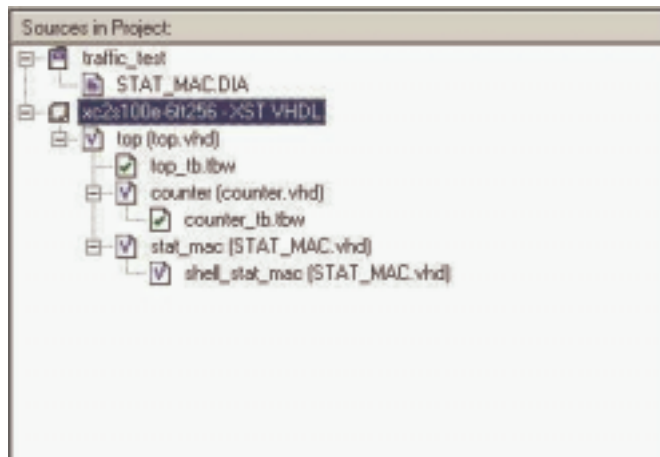 Sources in Project:
traffic_test
STAT_MAC.DIA
xc2s100e-6ft256 - XST VHDL
top (top.vhd)
top_tb.tbw
counter (counter.vhd)
counter_tb.tbw
stat_mac (STAT_MAC.vhd)
shell_stat_mac (STAT_MAC.vhd)